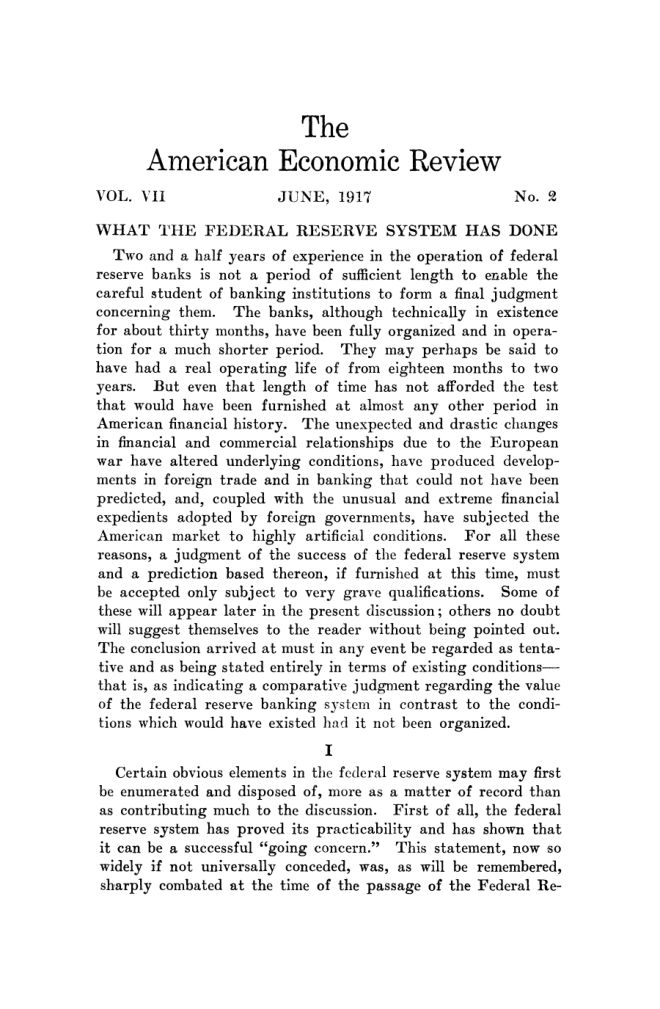 The
American Economic Review
VOL. VII JUNE, 1917 No. 2
WHAT THE FEDERAL RESERVE SYSTEM HAS DONE
Two and a half years of experience in the operation of federal
reserve banks is not a period of sufficient length to enable the
careful student of banking institutions to form a final judgment
concerning them. The banks, although technically in existence
for about thirty months, have been fully organized and in opera-
tion for a much shorter period. They may perhaps be said to
have had a real operating life of from eighteen months to two
years. But even that length of time has not afforded the test
that would have been furnished at almost any other period in
American financial history. The unexpected and drastic changes
in financial and commercial relationships due to the European
war have altered underlying conditions, have produced develop-
ments in foreign trade and in banking that could not have been
predicted, and, coupled with the unusual and extreme financial
expedients adopted by foreign governments, have subjected the
American market to highly artificial conditions. For all these
reasons, a judgment of the success of the federal reserve system
and a prediction based thereon, if furnished at this time, must
be accepted only subject to very grave qualifications. Some of
these will appear later in the present discussion; others no doubt
will suggest themselves to the reader without being pointed out.
The conclusion arrived at must in any event be regarded as tenta-
tive and as being stated entirely in terms of existing conditions—
that is, as indicating a comparative judgment regarding the value
of the federal reserve banking system in contrast to the condi-
tions which would have existed had it not been organized.
I
Certain obvious elements in the federal reserve system may first
be enumerated and disposed of, more as a matter of record than
as contributing much to the discussion. First of all, the federal
reserve system has proved its practicability and has shown that
it can be a successful "going concern." This statement, now so
widely if not universally conceded, was, as will be remembered,
sharply combated at the time of the passage of the Federal Re-